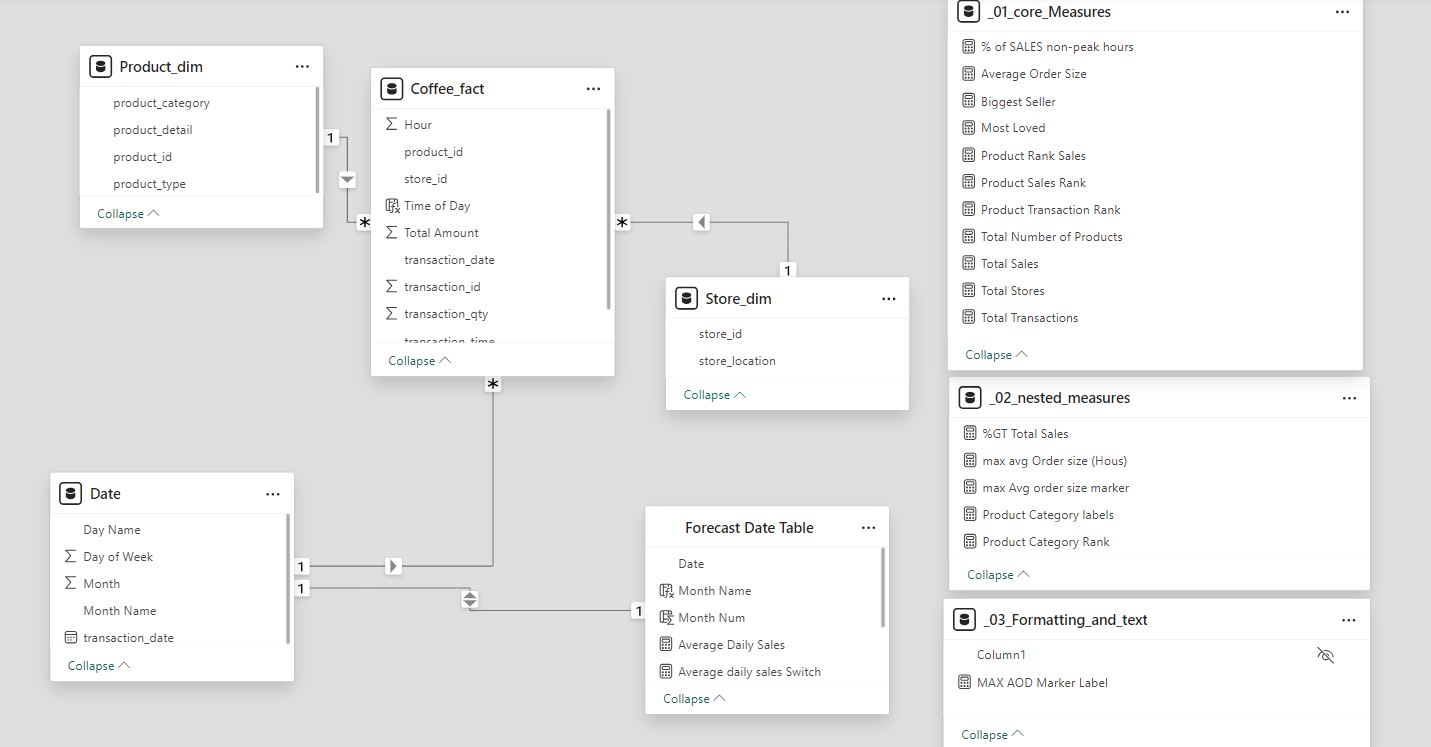 Product_dim
product_category
product_detail
product_id
product_type
Collapse
1
*
Coffee_fact
Hour
product_id
store_id
Time of Day
Total Amount
transaction_date
transaction_id
transaction_qty
transaction_time
Collapse
*
*
1
Store_dim
store_id
store_location
Collapse
Date
Day Name
Day of Week
Month
Month Name
transaction_date
Collapse
1
1
1
Forecast Date Table
Date
Month Name
Month Num
Average Daily Sales
Average daily sales Switch
Collapse
_01_core_Measures
% of SALES non-peak hours
Average Order Size
Biggest Seller
Most Loved
Product Rank Sales
Product Sales Rank
Product Transaction Rank
Total Number of Products
Total Sales
Total Stores
Total Transactions
Collapse
_02_nested_measures
%GT Total Sales
max avg Order size (Hous)
max Avg order size marker
Product Category labels
Product Category Rank
Collapse
_03_Formatting_and_text
Column1
MAX AOD Marker Label
Collapse